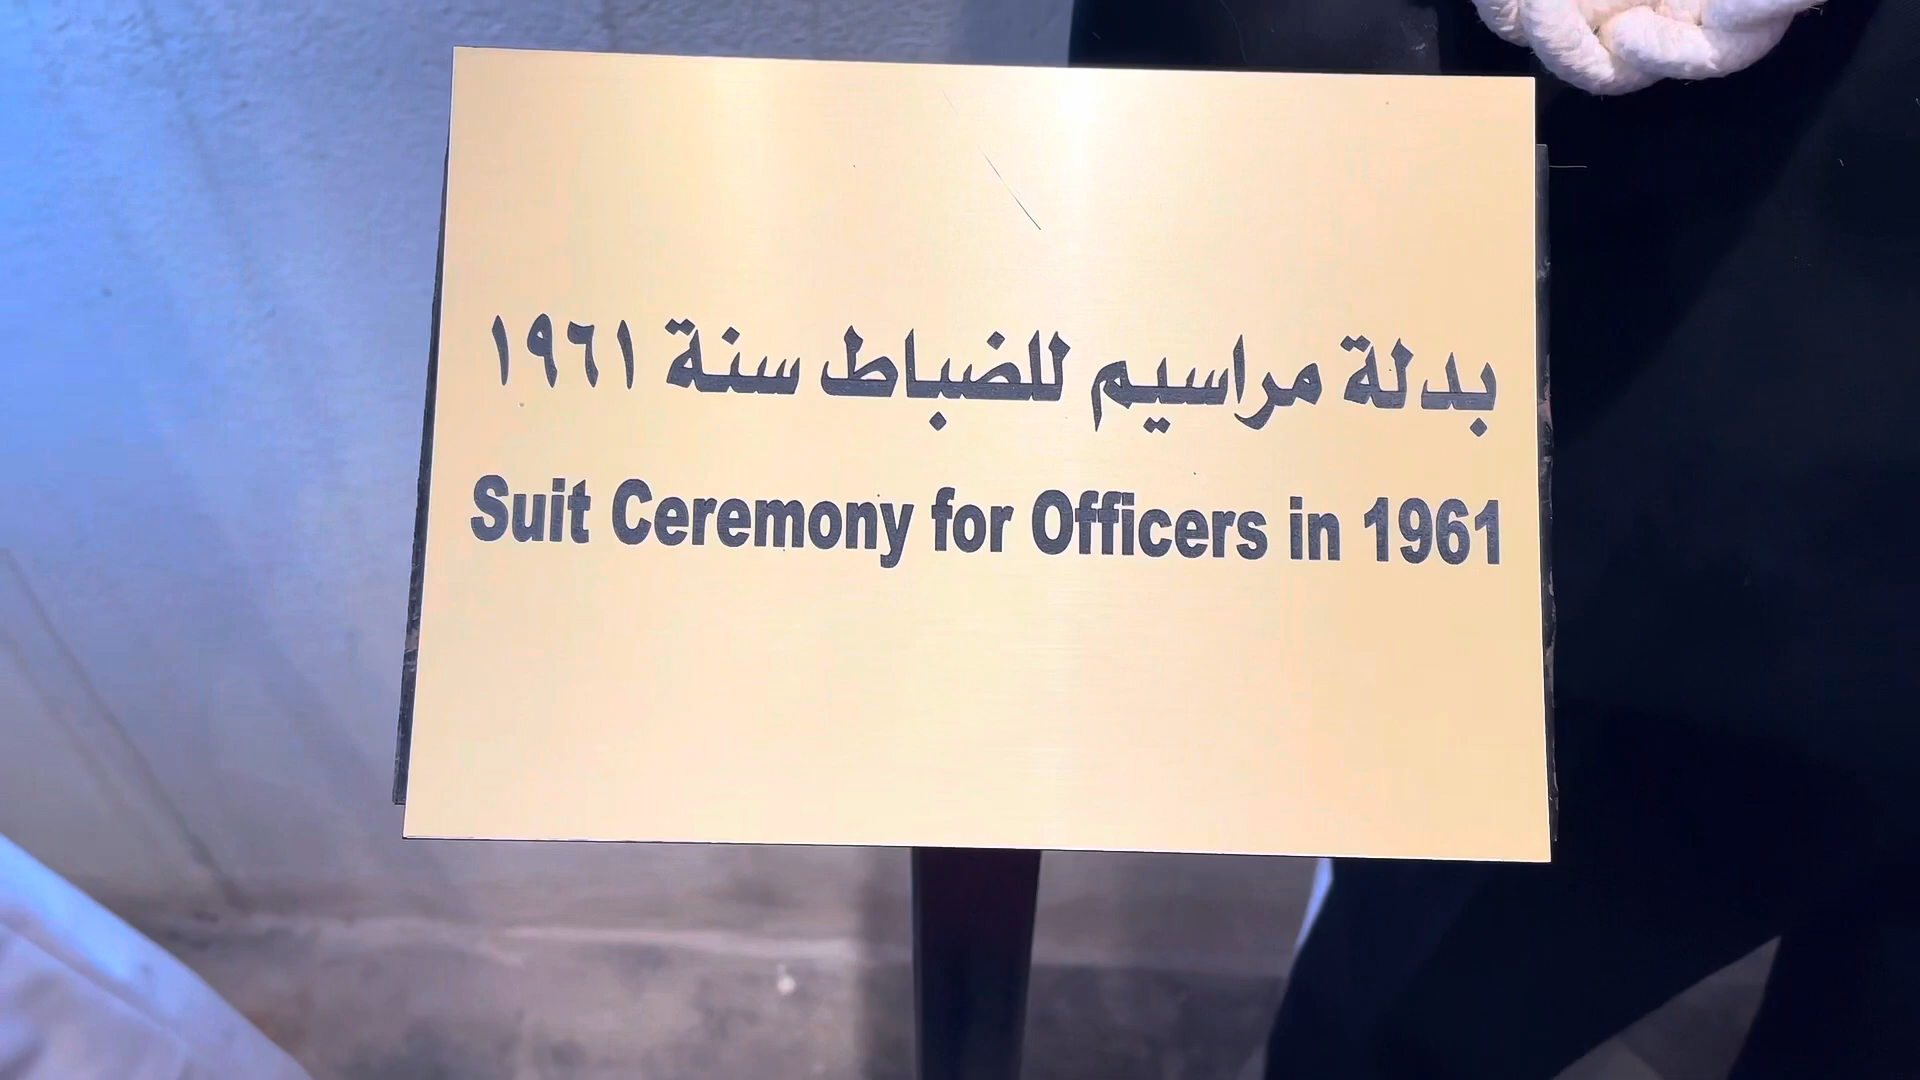 بدلة مراسيم للضباط سنة ١٩٦١
Suit Ceremony for Officers in 1961